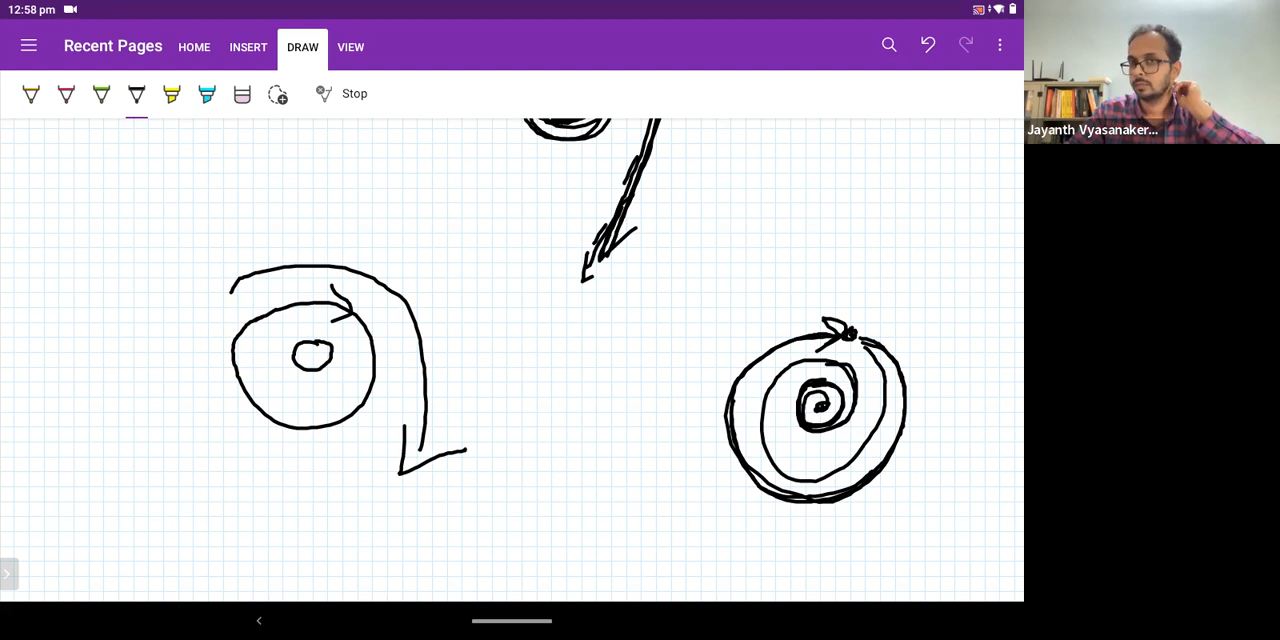 12:58 pm
Recent Pages HOME INSERT DRAW VIEW
Stop
Jayanth Vyasanaker...